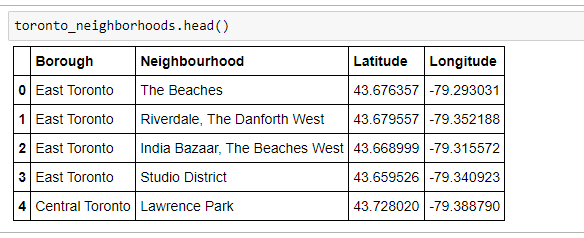 toronto_neighborhoods.head()
Borough Neighbourhood Latitude Longitude
0 East Toronto The Beaches 43.676357 -79.293031
1 East Toronto Riverdale, The Danforth West 43.679557 -79.352188
2 East Toronto India Bazaar, The Beaches West 43.668999 -79.315572
3 East Toronto Studio District 43.659526 -79.340923
4 Central Toronto Lawrence Park 43.728020 -79.388790